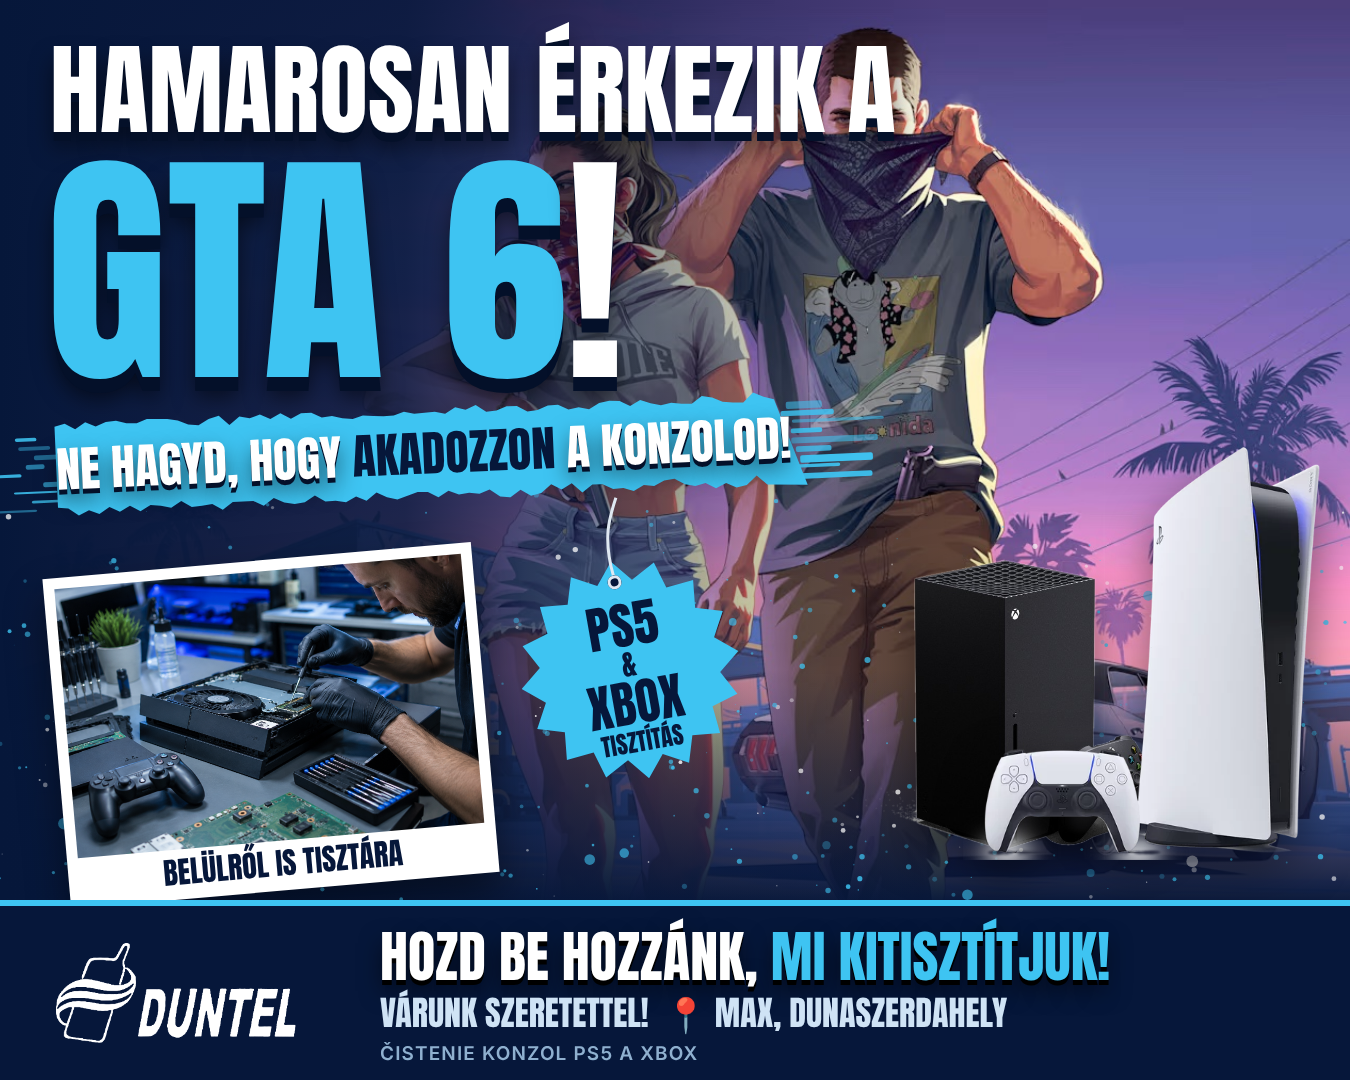 HAMAROSAN ÉRKEZIK A
GTA 6!
NE HAGYD, HOGY AKADOZZON A KONZOLOD!
PS5
&
XBOX
TISZTÍTÁS
BELÜLRŐL IS TISZTÁRA
DUNTEL
HOZD BE HOZZÁNK, MI KITISZTÍTJUK!
VÁRUNK SZERETETTEL! 📍 MAX, DUNASZERDAHELY
ČISTENIE KONZOL PS5 A XBOX